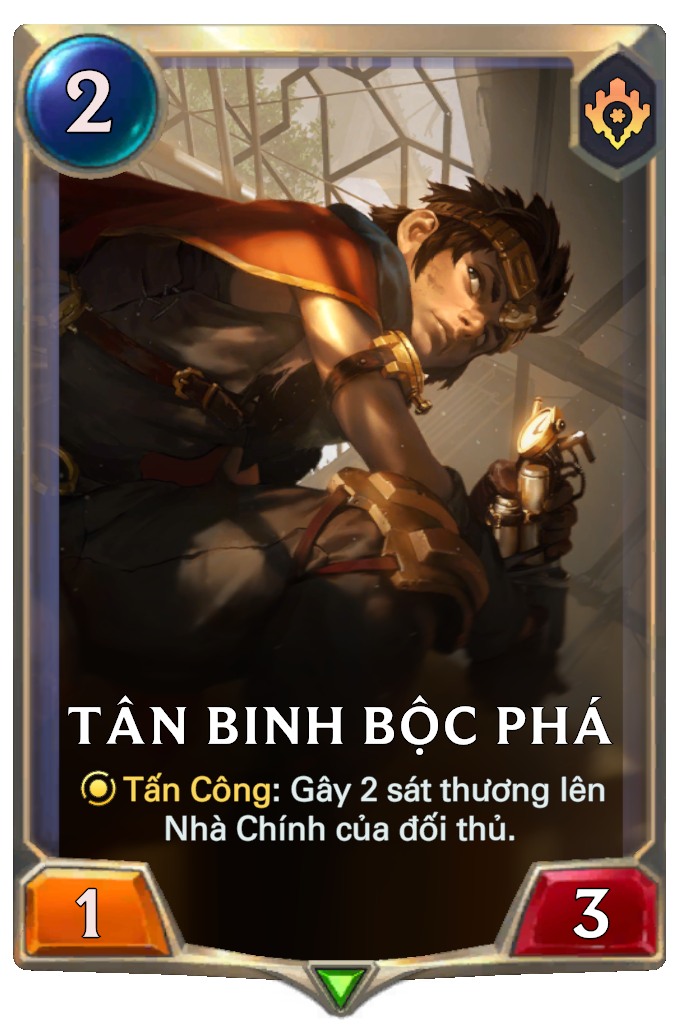 2
TÂN BINH BỘC PHÁ
Tấn Công: Gây 2 sát thương lên
Nhà Chính của đối thủ.
1
3